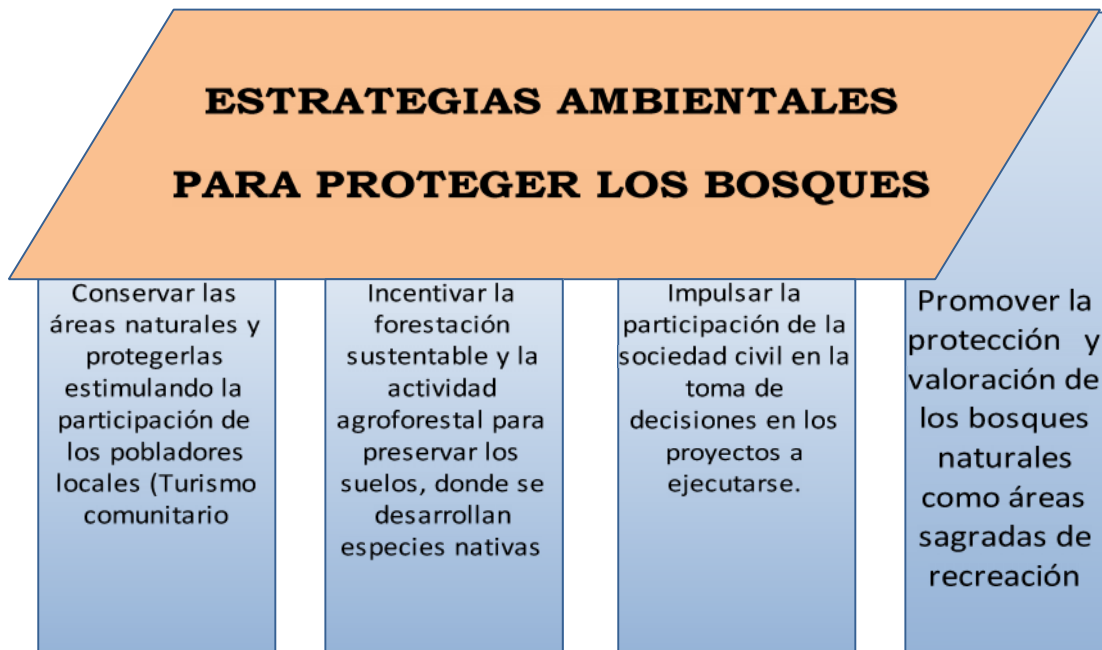 ESTRATEGIAS AMBIENTALES
PARA PROTEGER LOS BOSQUES
Conservar las
áreas naturales y
protegerlas
estimulando la
participación de
los pobladores
locales (Turismo
comunitario
Incentivar la
forestación
sustentable y la
actividad
agroforestal para
preservar los
suelos, donde se
desarrollan
especies nativas
Impulsar la
participación de la
sociedad civil en la
toma de
decisiones en los
proyectos a
ejecutarse.
Promover la
protección y
valoración de
los bosques
naturales
como áreas
sagradas de
recreación